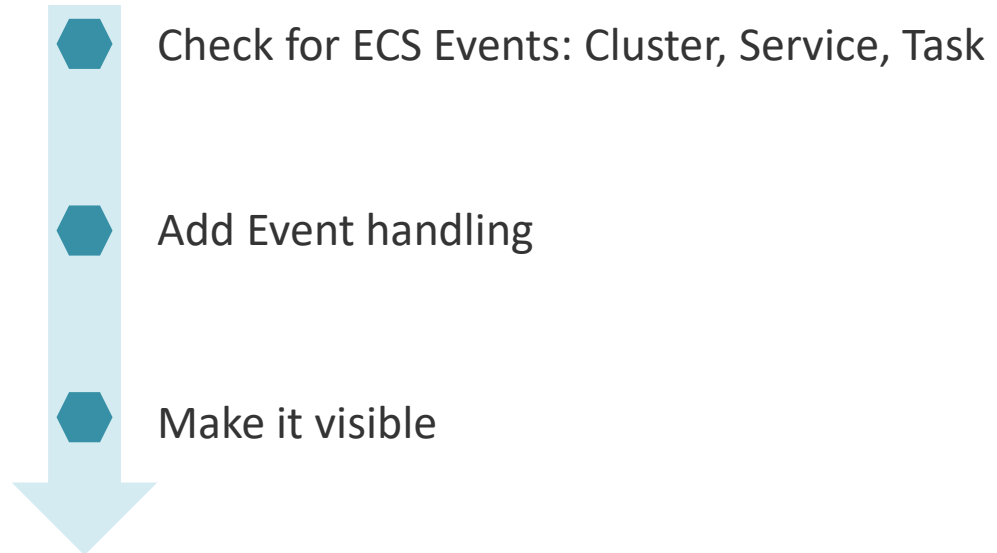 Check for ECS Events: Cluster, Service, Task
Add Event handling
Make it visible